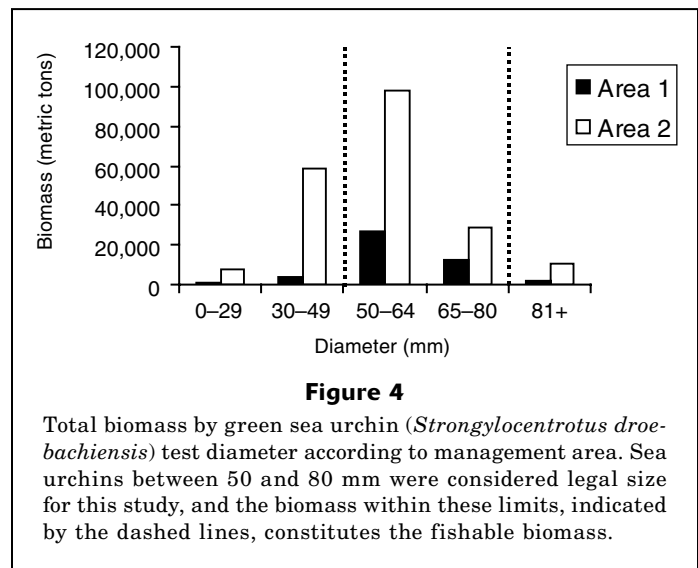 120,000
100,000
80,000
60,000
40,000
20,000
0
Biomass (metric tons)
Area 1
Area 2
0–29 30–49 50–64 65–80 81+
Diameter (mm)
Figure 4
Total biomass by green sea urchin (Strongylocentrotus droe-
bachiensis) test diameter according to management area. Sea
urchins between 50 and 80 mm were considered legal size
for this study, and the biomass within these limits, indicated
by the dashed lines, constitutes the fishable biomass.